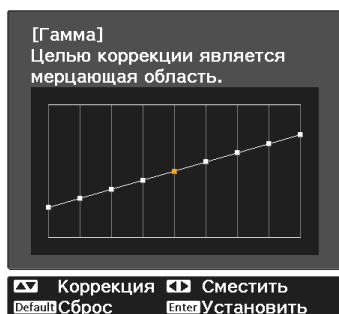 [Гамма]
Целью коррекции является
мерцающая область.
Коррекция Сместить
Default Сброс Enter Установить